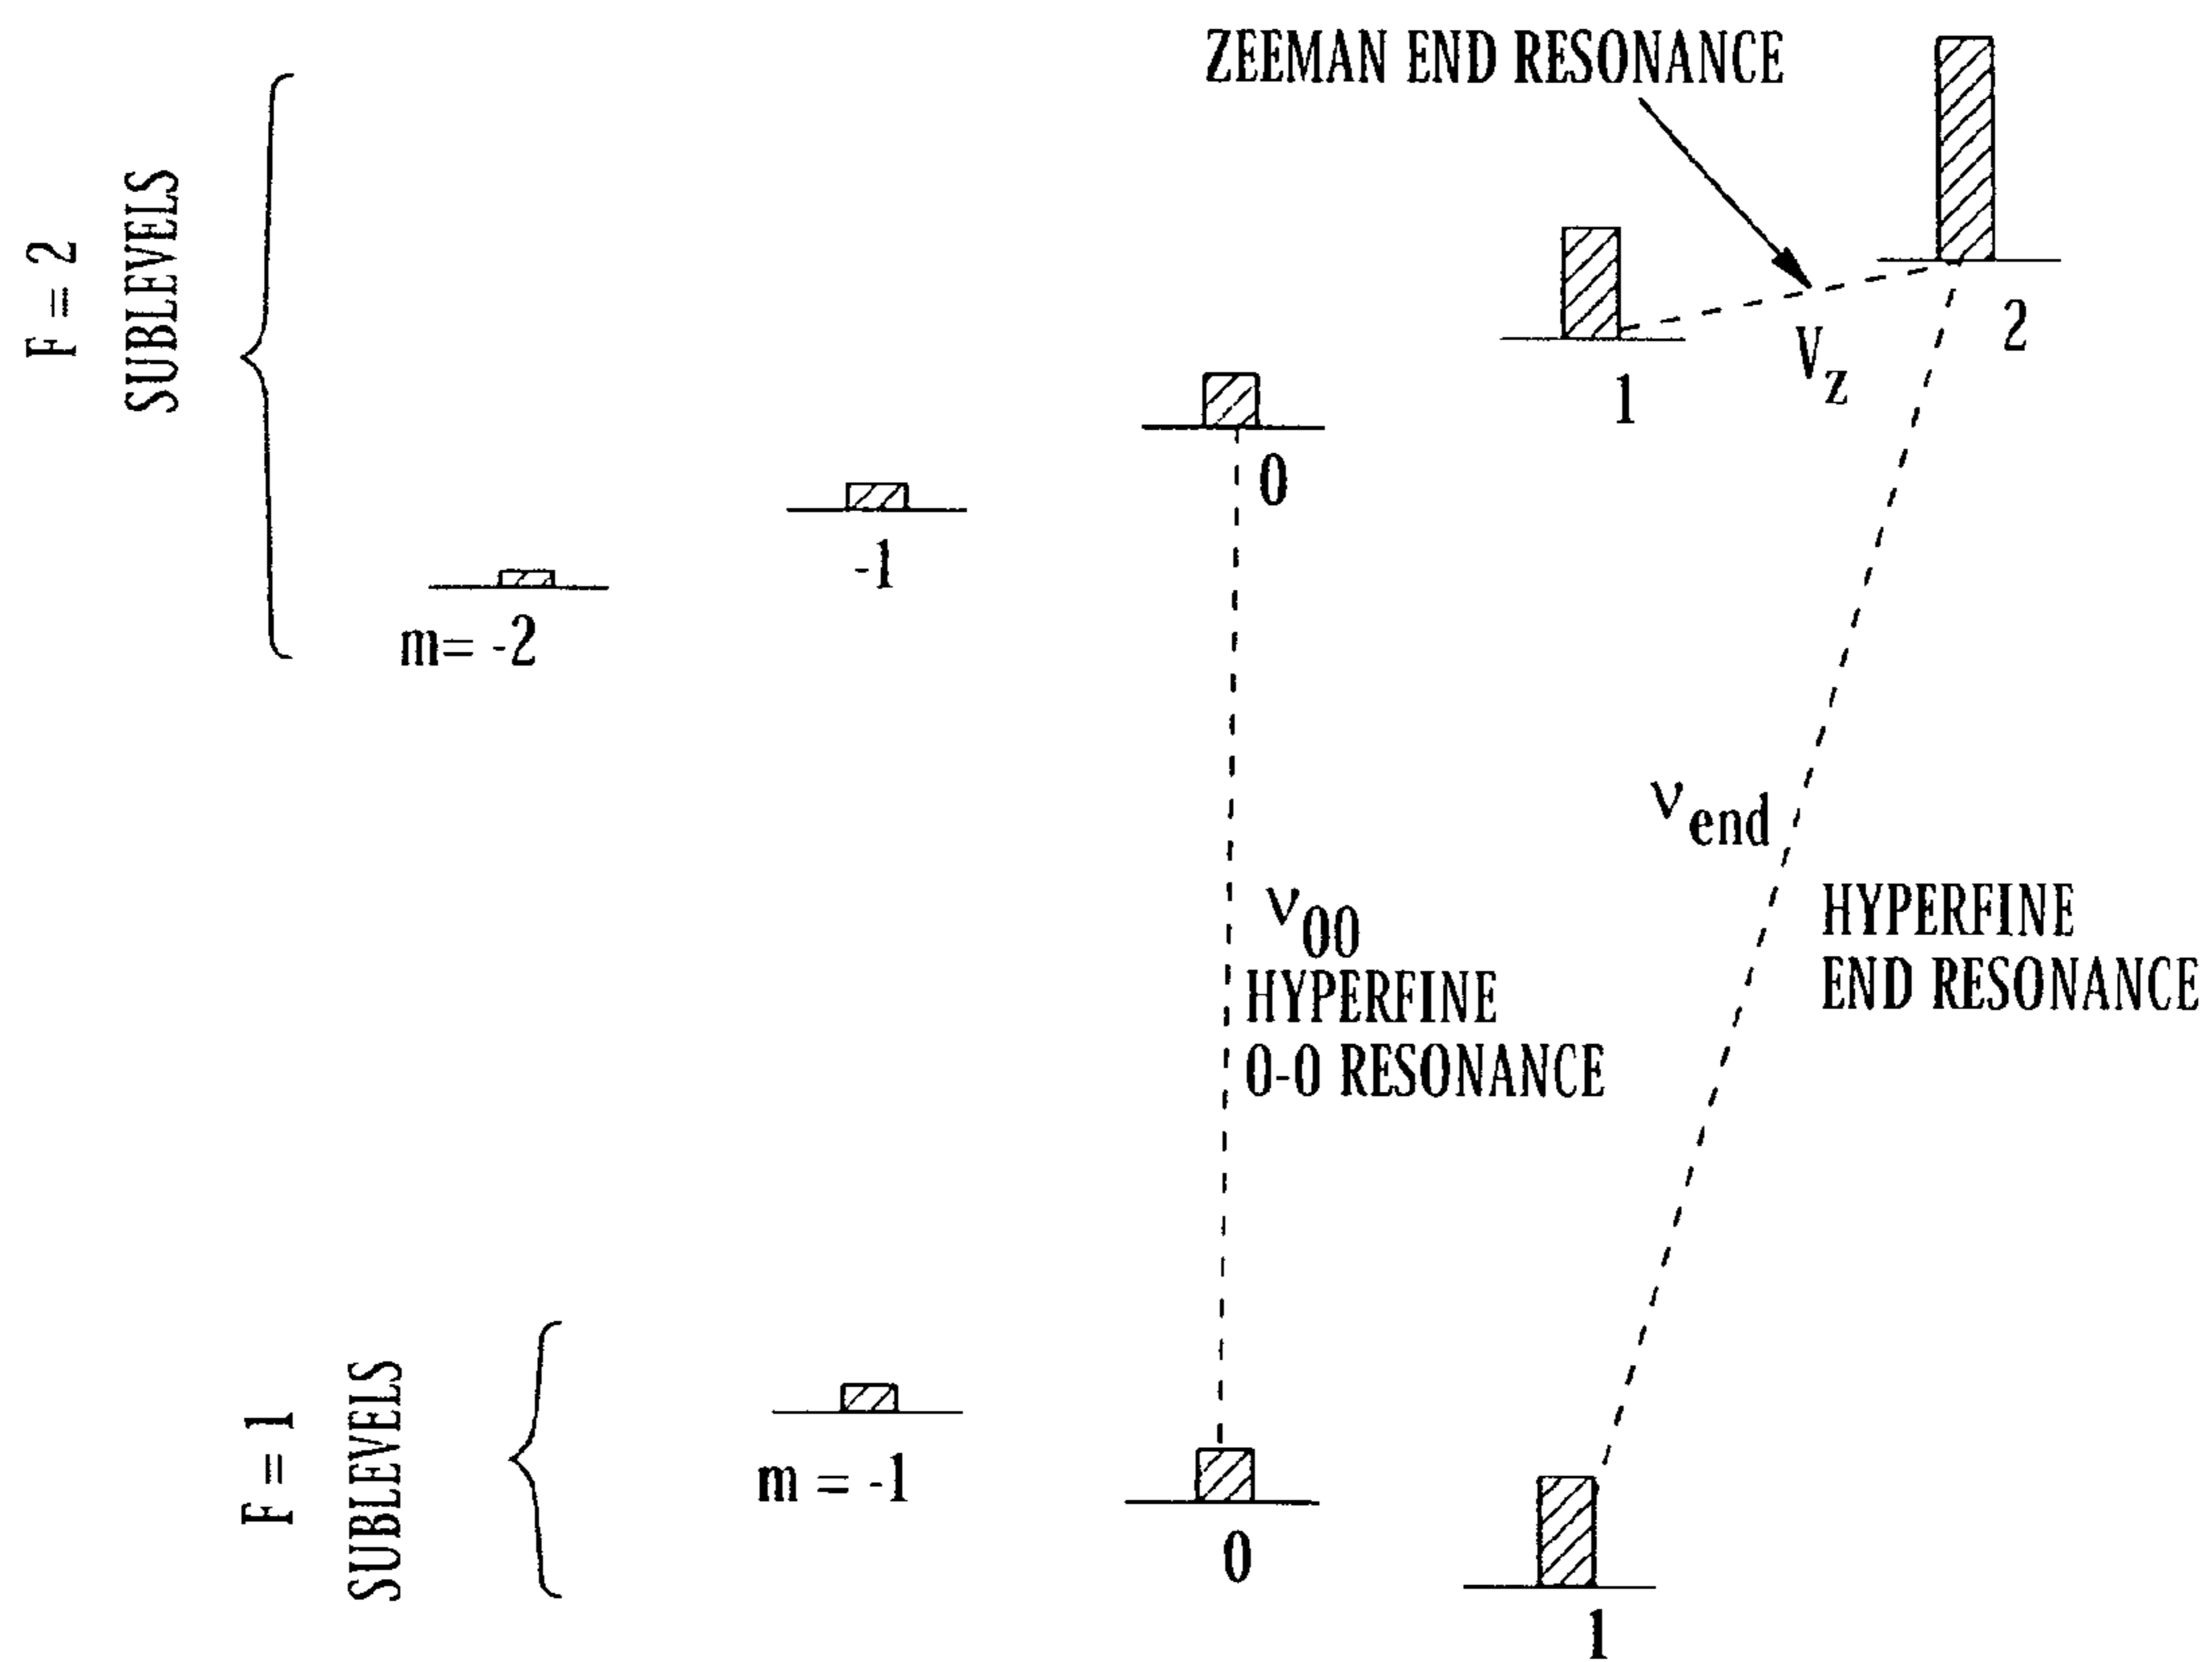 ZEEMAN END RESONANCE
F = 2
SUBLEVELS
2
V_Z
1
0
-1
m= -2
ν_end
HYPERFINE
END RESONANCE
ν_00
HYPERFINE
0-0 RESONANCE
F = 1
SUBLEVELS
m = -1
0
1